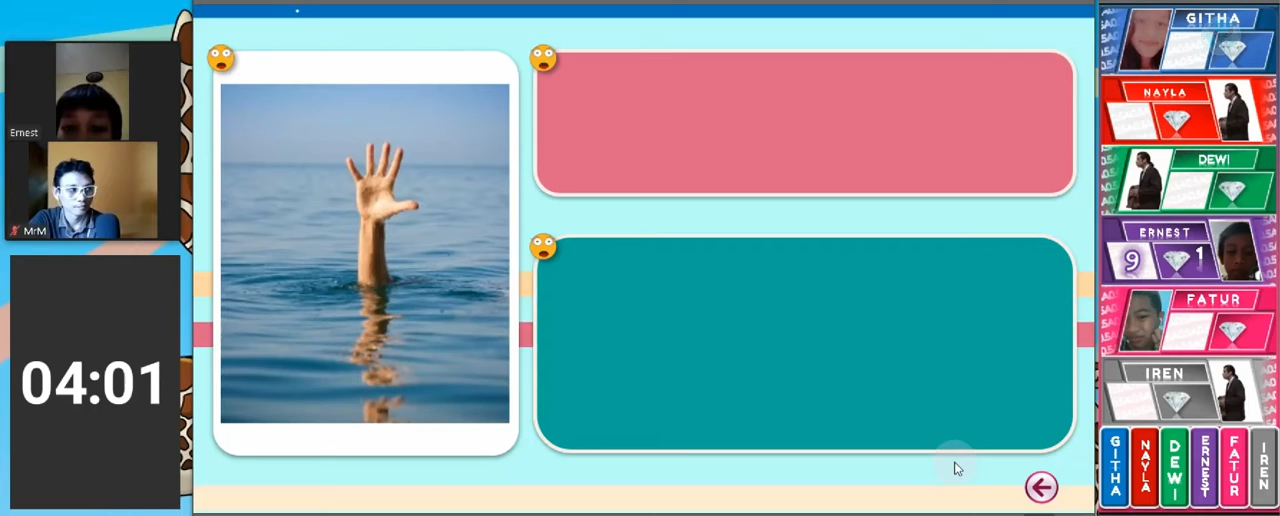 Ernest
MrM
04:01
GITHA
NAYLA
DEWI
ERNEST
9
1
FATUR
IREN
GITHA
NAYLA
DEWI
ERNEST
FATUR
IREN